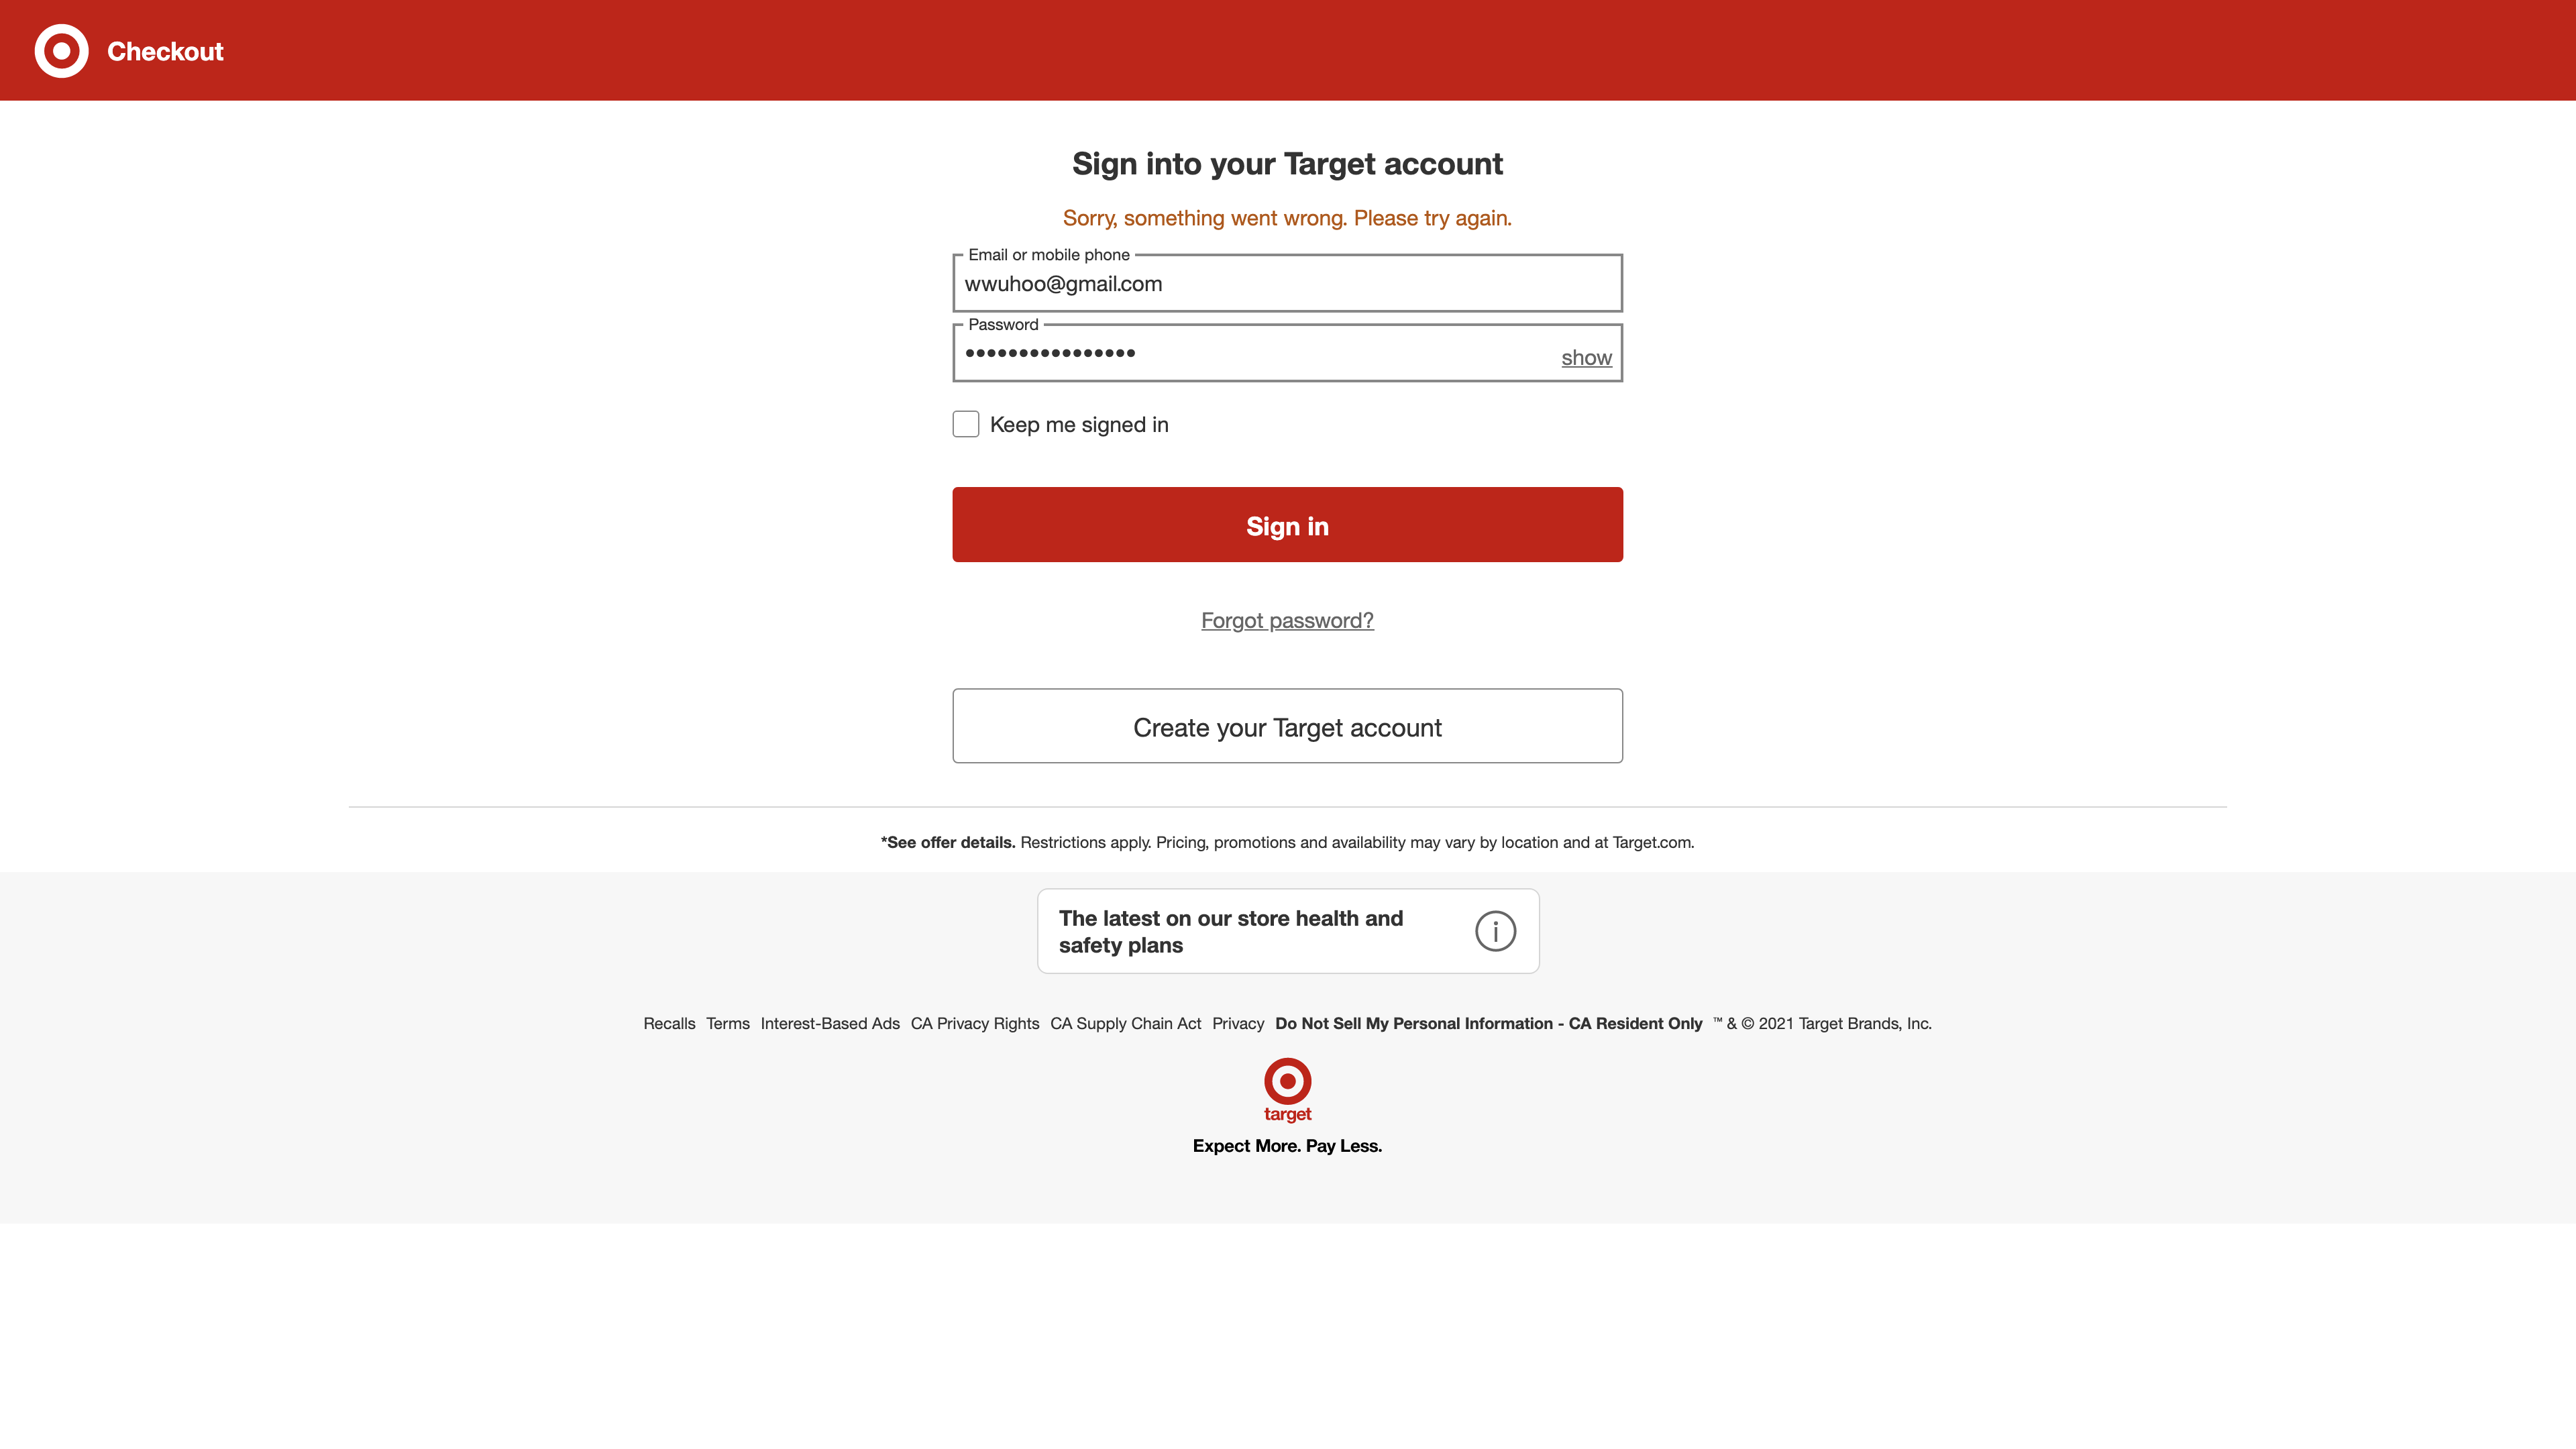 Checkout
Sign into your Target account
Sorry, something went wrong. Please try again.
Email or mobile phone
wwuhoo@gmail.com
Password
••••••••••••••••
show
Keep me signed in
Sign in
Forgot password?
Create your Target account
*See offer details. Restrictions apply. Pricing, promotions and availability may vary by location and at Target.com.
The latest on our store health and
safety plans
Recalls Terms Interest-Based Ads CA Privacy Rights CA Supply Chain Act Privacy Do Not Sell My Personal Information - CA Resident Only ™ & © 2021 Target Brands, Inc.
target
Expect More. Pay Less.